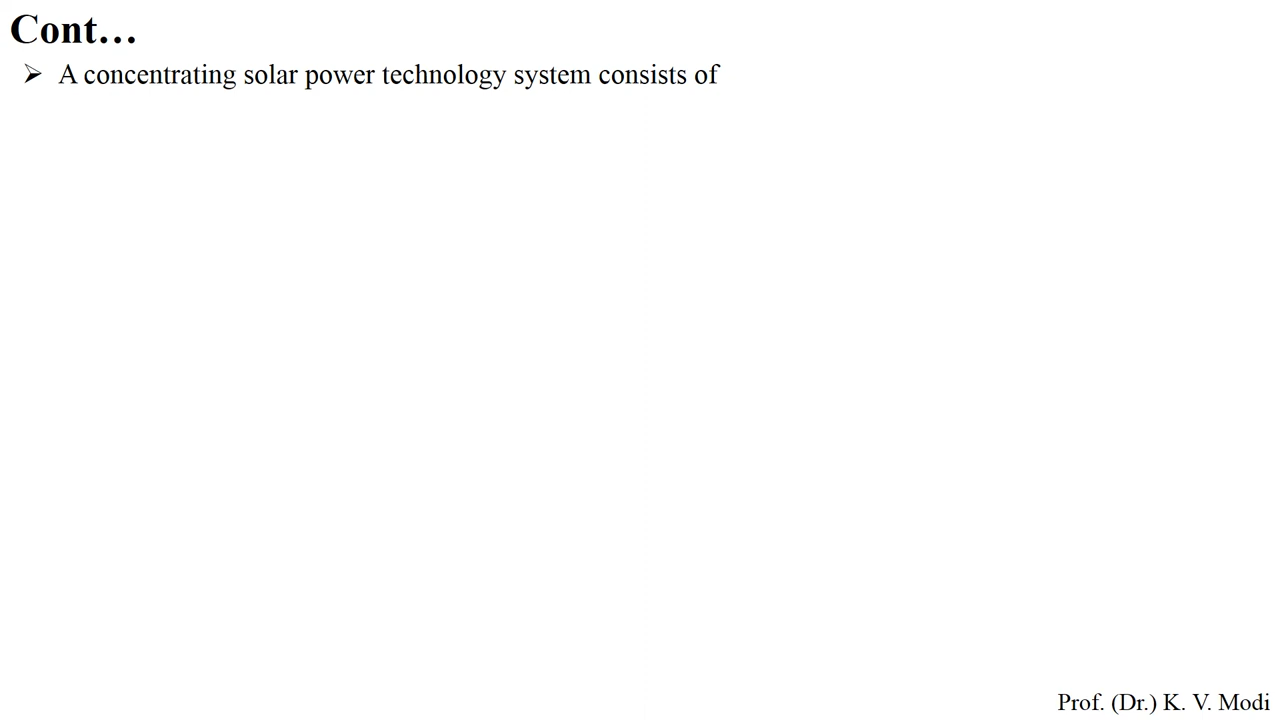 Cont…
➢ A concentrating solar power technology system consists of
Prof. (Dr.) K. V. Modi